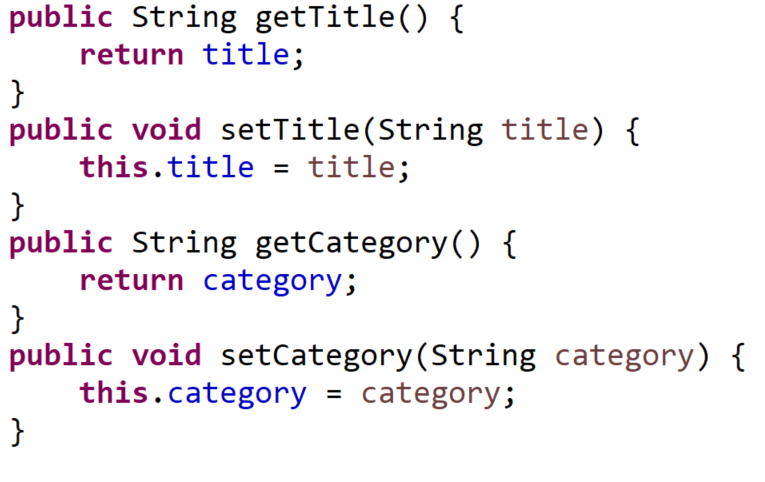 public String getTitle() {
    return title;
}
public void setTitle(String title) {
    this.title = title;
}
public String getCategory() {
    return category;
}
public void setCategory(String category) {
    this.category = category;
}